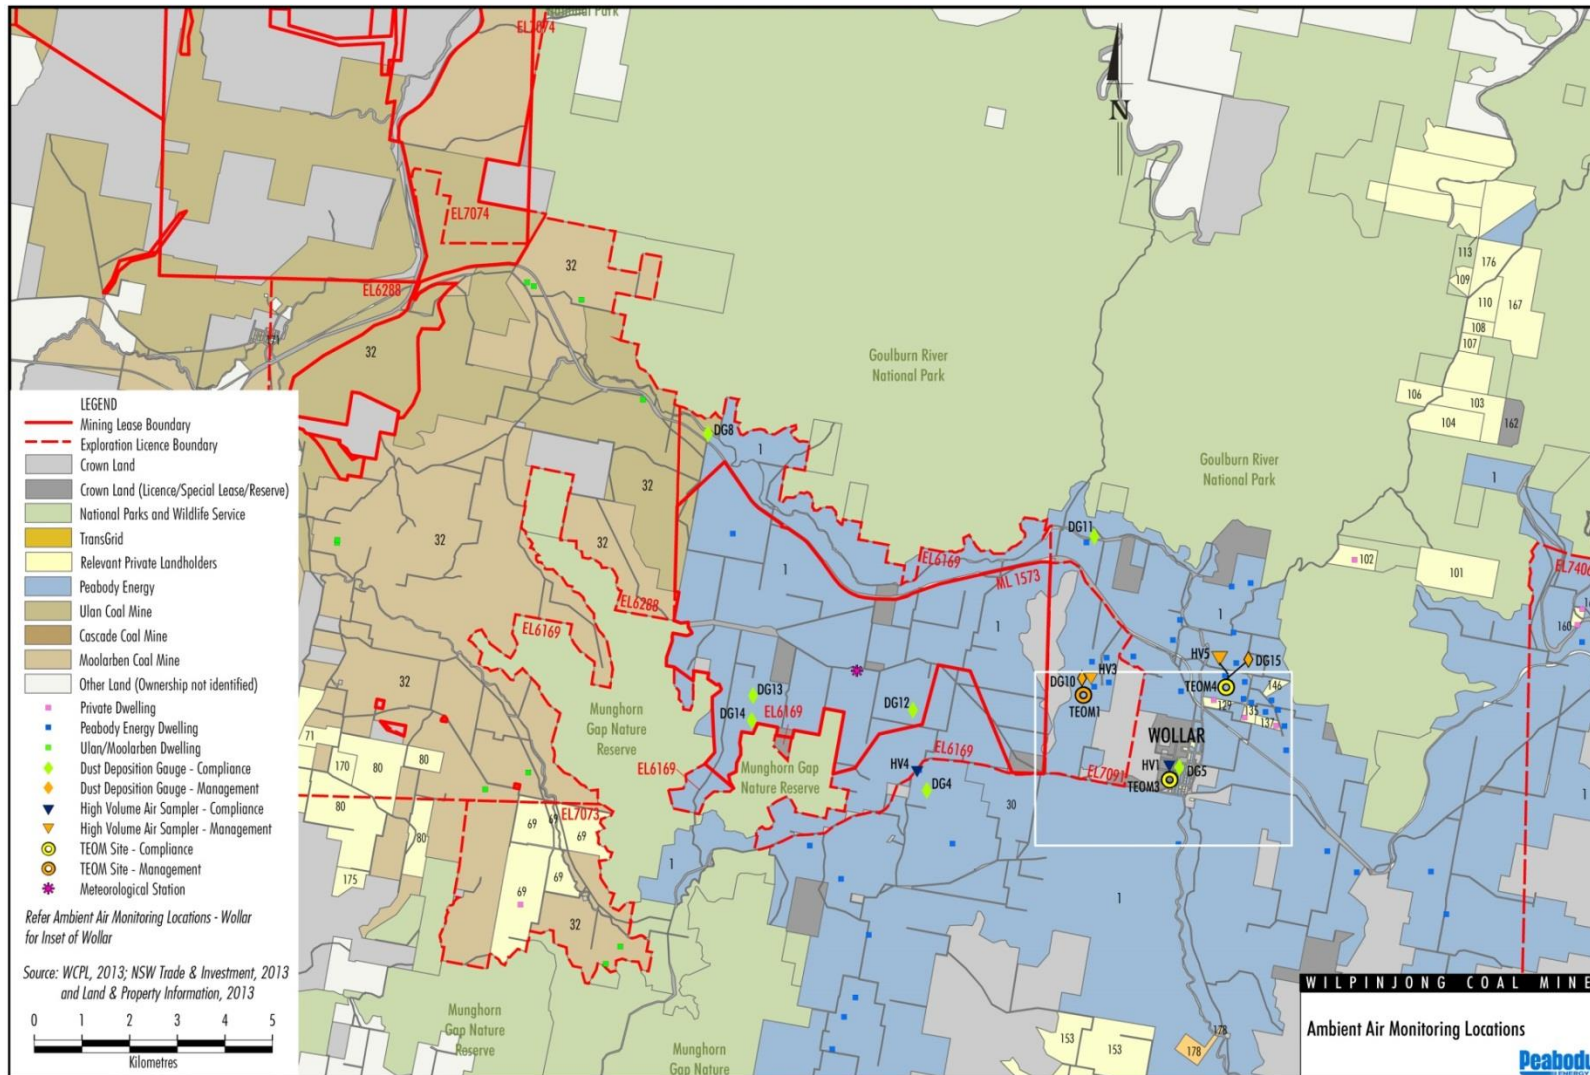 National Park
EL7074
N
EL7074
32
EL6288
32
113
176
109
110
167
108
107
106
103
104
162
Goulburn River
National Park
Goulburn River
National Park
LEGEND
Mining Lease Boundary
Exploration Licence Boundary
Crown Land
Crown Land (Licence/Special Lease/Reserve)
National Parks and Wildlife Service
TransGrid
Relevant Private Landholders
Peabody Energy
Ulan Coal Mine
Cascade Coal Mine
Moolarben Coal Mine
Other Land (Ownership not identified)
Private Dwelling
Peabody Energy Dwelling
Ulan/Moolarben Dwelling
Dust Deposition Gauge - Compliance
Dust Deposition Gauge - Management
High Volume Air Sampler - Compliance
High Volume Air Sampler - Management
TEOM Site - Compliance
TEOM Site - Management
Meteorological Station
Refer Ambient Air Monitoring Locations - Wollar
for Inset of Wollar
Source: WCPL, 2013; NSW Trade & Investment, 2013
and Land & Property Information, 2013
0 1 2 3 4 5
Kilometres
DG8
1
32
1
32
32
DG11
EL6169
ML 1573
102
101
EL7406
1
EL6288
EL6169
1
1
160
HV5
DG15
HV3
DG10
TEOM4
146
TEOM1
129
135
137
32
DG13
DG12
DG14
EL6169
Munghorn
Gap Nature
Reserve
WOLLAR
EL6169
HV4
EL6169
Munghorn Gap
Nature Reserve
EL7091
HV1
DG5
TEOM3
DG4
30
71
170
80
80
80
80
1
EL7073
69
69
69
69
69
175
1
1
32
Munghorn
Gap Nature
Reserve
Munghorn
Gap Nature
153
153
178
178
WILPINJONG COAL MINE
Ambient Air Monitoring Locations
Peabody
ENERGY